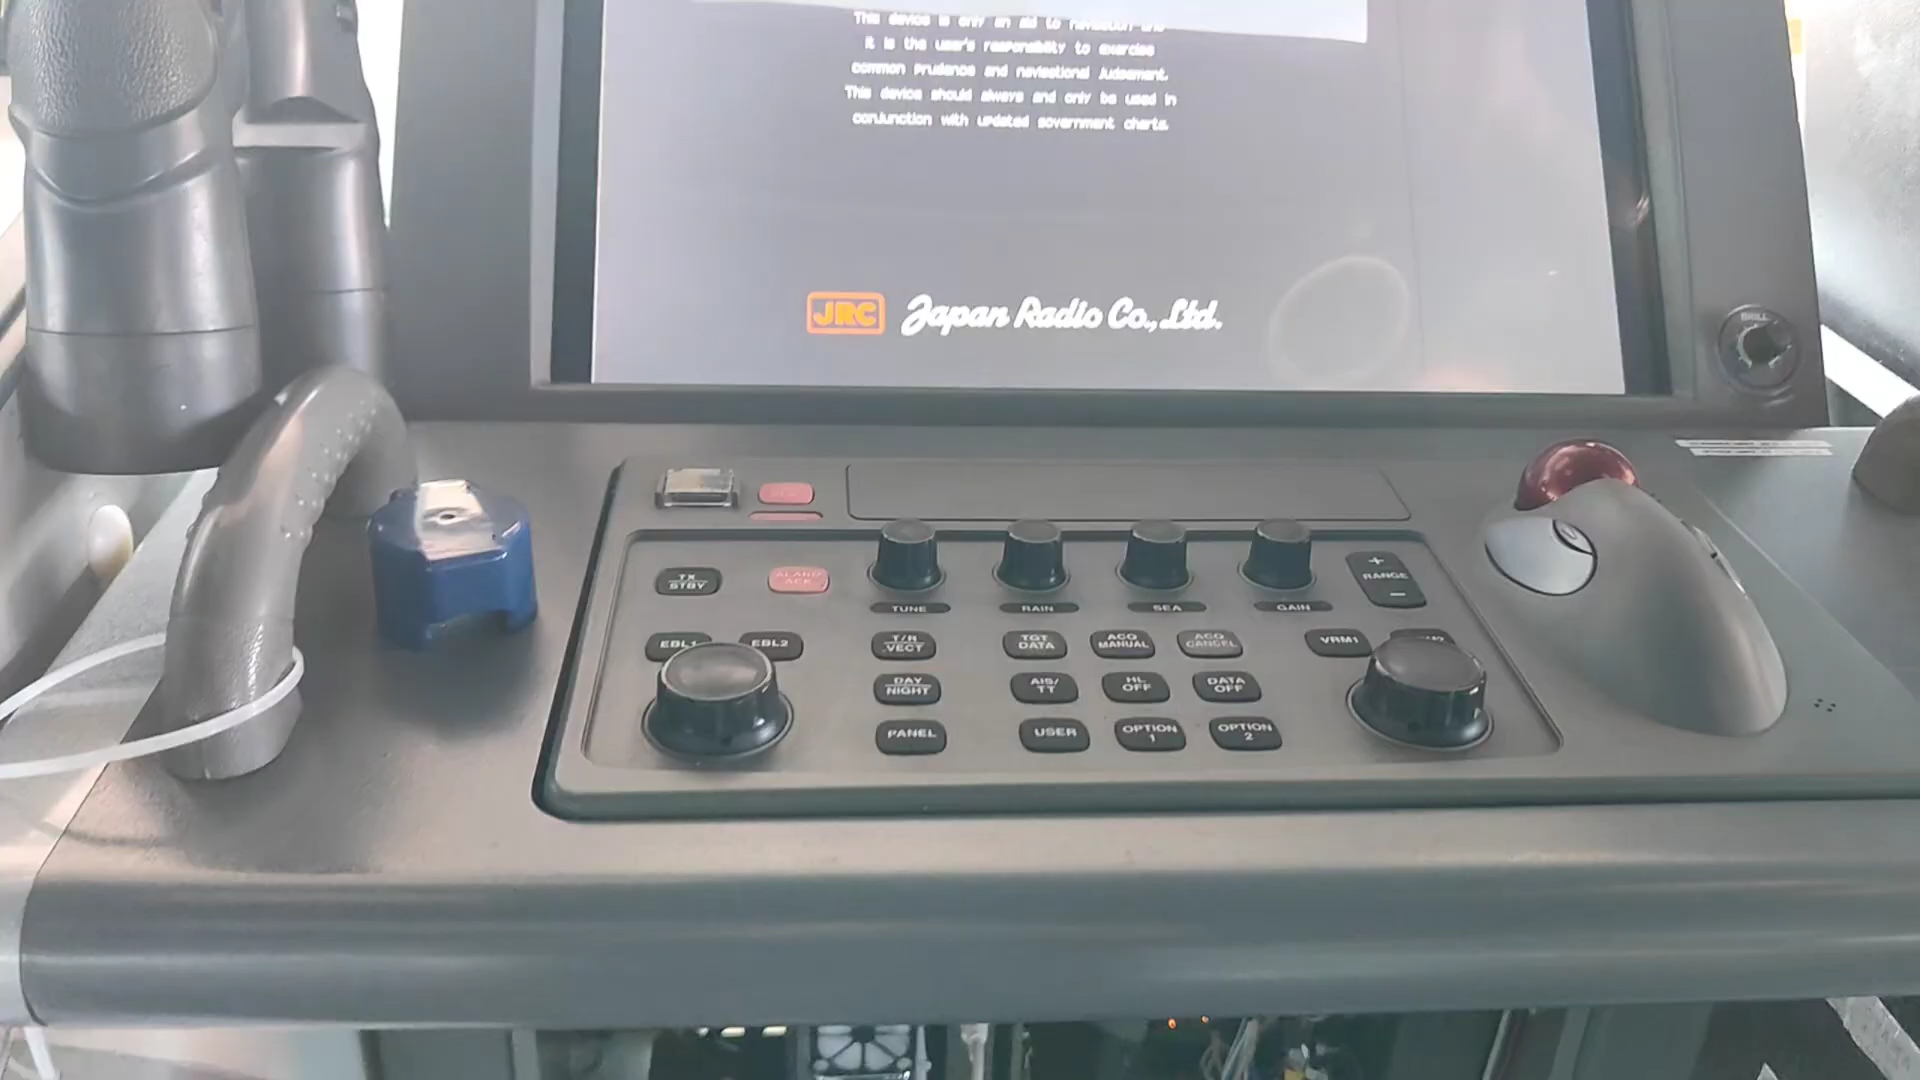 This device is only an aid to navigation and
it is the user's responsibility to exercise
common prudence and navigational judgement.
This device should always and only be used in
conjunction with updated government charts.
JRC Japan Radio Co., Ltd.
BRILL
TX
STBY
ALARM
ACK
TUNE
RAIN
SEA
GAIN
+
RANGE
−
EBL1
EBL2
T/R
VECT
TGT
DATA
ACQ
MANUAL
ACQ
CANCEL
VRM1
DAY
NIGHT
AIS/
TT
HL
OFF
DATA
OFF
PANEL
USER
OPTION
1
OPTION
2